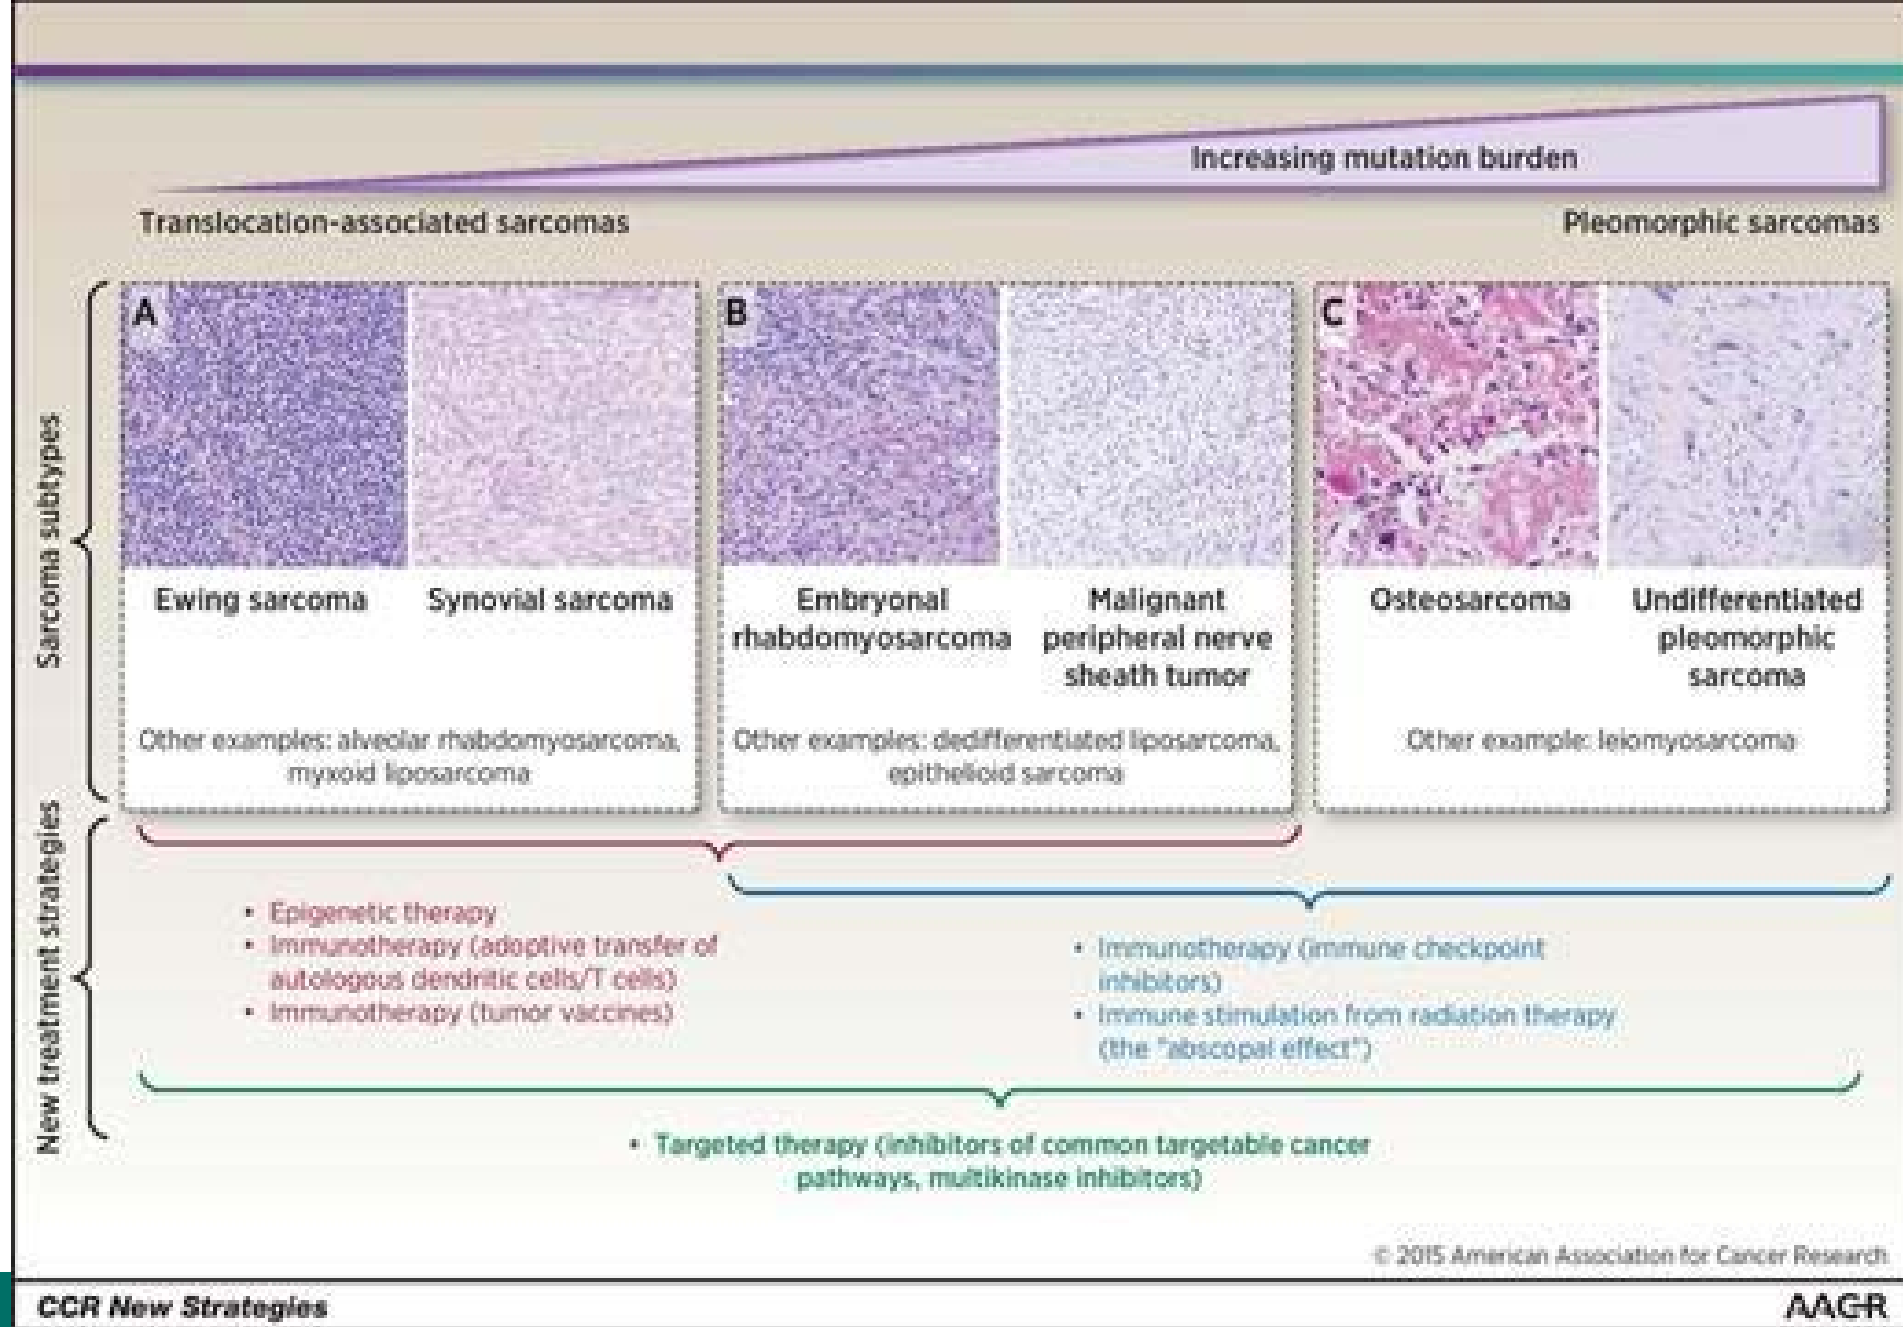 Increasing mutation burden
Translocation-associated sarcomas
Pleomorphic sarcomas
Sarcoma subtypes
A
Ewing sarcoma
Synovial sarcoma
Other examples: alveolar rhabdomyosarcoma,
myxoid liposarcoma
B
Embryonal
rhabdomyosarcoma
Malignant
peripheral nerve
sheath tumor
Other examples: dedifferentiated liposarcoma,
epithelioid sarcoma
C
Osteosarcoma
Undifferentiated
pleomorphic
sarcoma
Other example: leiomyosarcoma
New treatment strategies
• Epigenetic therapy
• Immunotherapy (adoptive transfer of
autologous dendritic cells/T cells)
• Immunotherapy (tumor vaccines)
• Immunotherapy (immune checkpoint
inhibitors)
• Immune stimulation from radiation therapy
(the "abscopal effect")
• Targeted therapy (inhibitors of common targetable cancer
pathways, multikinase inhibitors)
© 2015 American Association for Cancer Research
CCR New Strategies
AACR